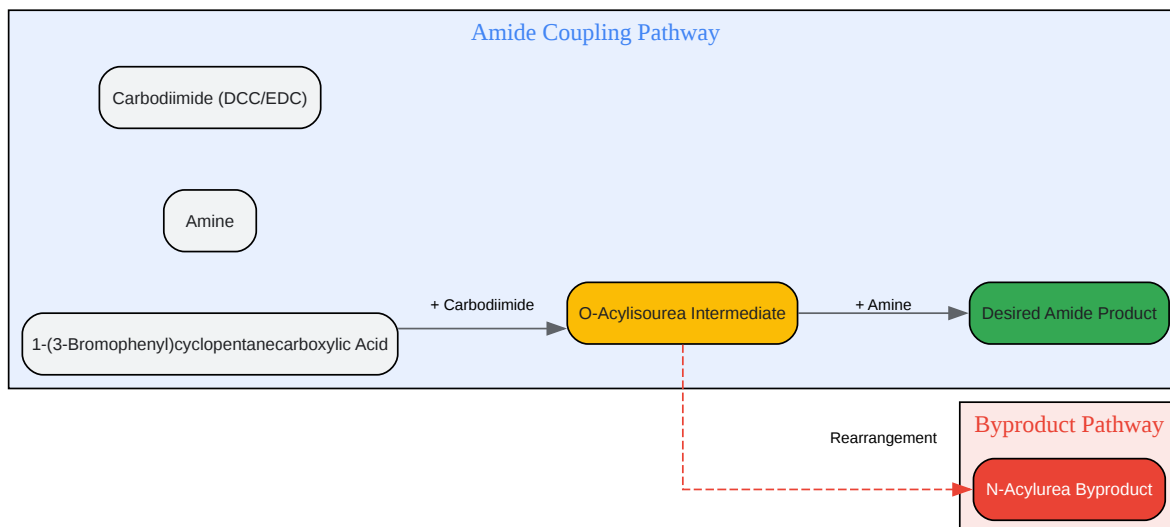 Amide Coupling Pathway
Carbodiimide (DCC/EDC)
Amine
1-(3-Bromophenyl)cyclopentanecarboxylic Acid
+ Carbodiimide
O-Acylisourea Intermediate
+ Amine
Desired Amide Product
Rearrangement
Byproduct Pathway
N-Acylurea Byproduct